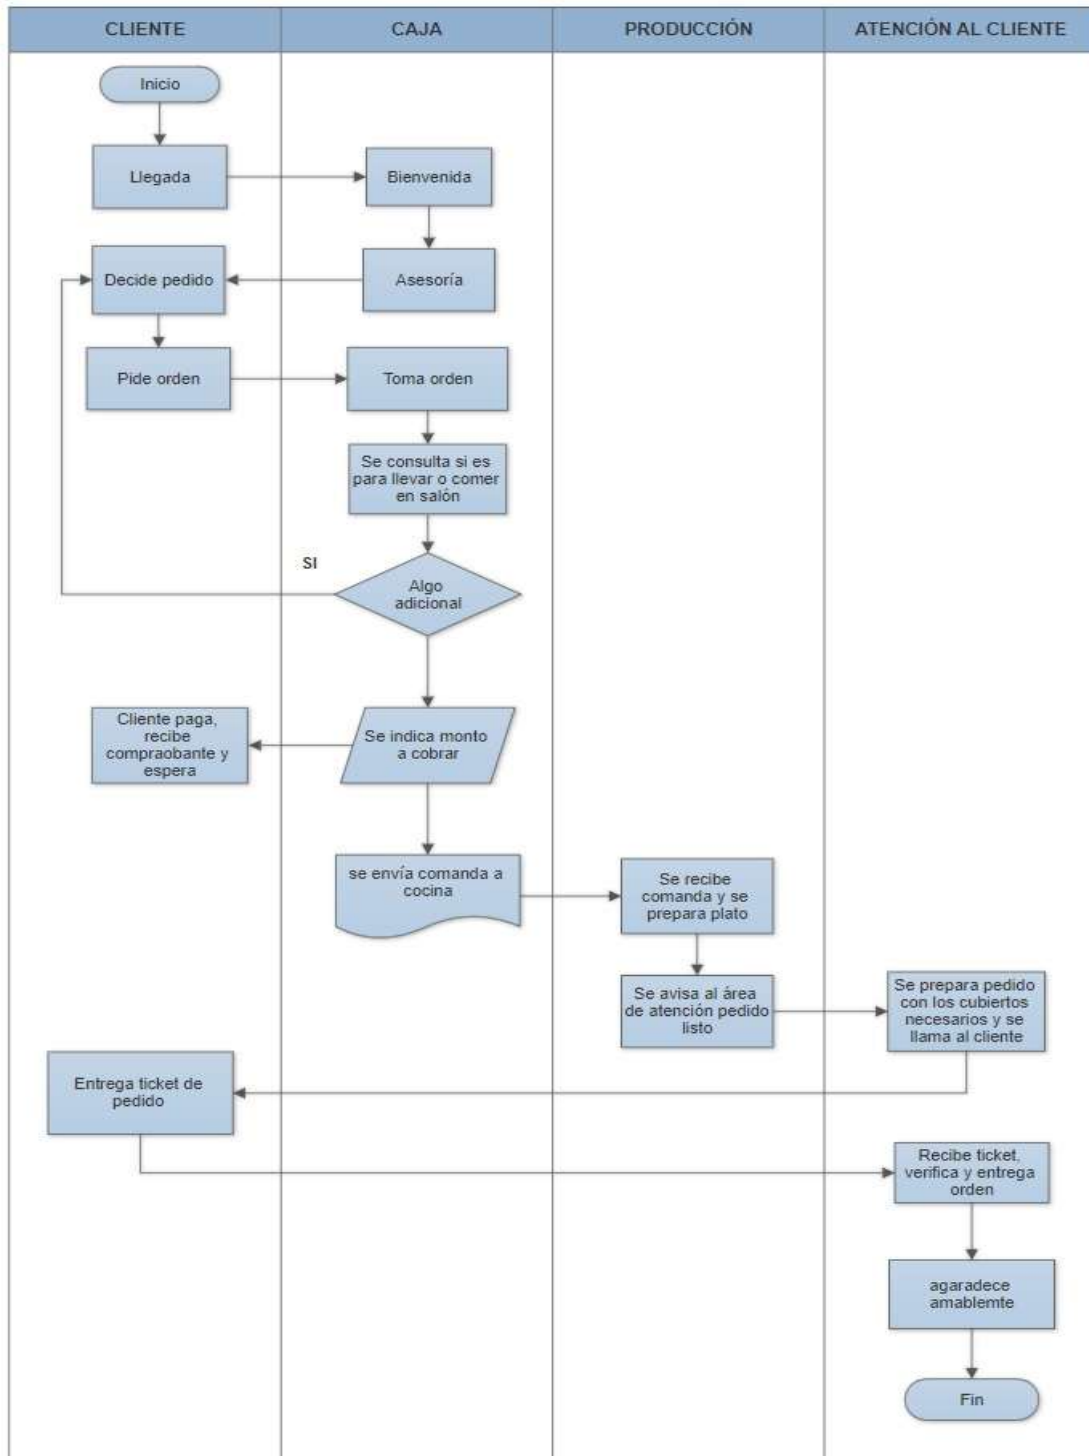 CLIENTE
CAJA
PRODUCCIÓN
ATENCIÓN AL CLIENTE
Inicio
Llegada
Bienvenida
Decide pedido
Asesoría
Pide orden
Toma orden
Se consulta si es
para llevar o comer
en salón
SI
Algo
adicional
Cliente paga,
recibe
compraobante y
espera
Se indica monto
a cobrar
se envía comanda a
cocina
Se recibe
comanda y se
prepara plato
Se avisa al área
de atención pedido
listo
Se prepara pedido
con los cubiertos
necesarios y se
llama al cliente
Entrega ticket de
pedido
Recibe ticket,
verifica y entrega
orden
agaradece
amablemte
Fin